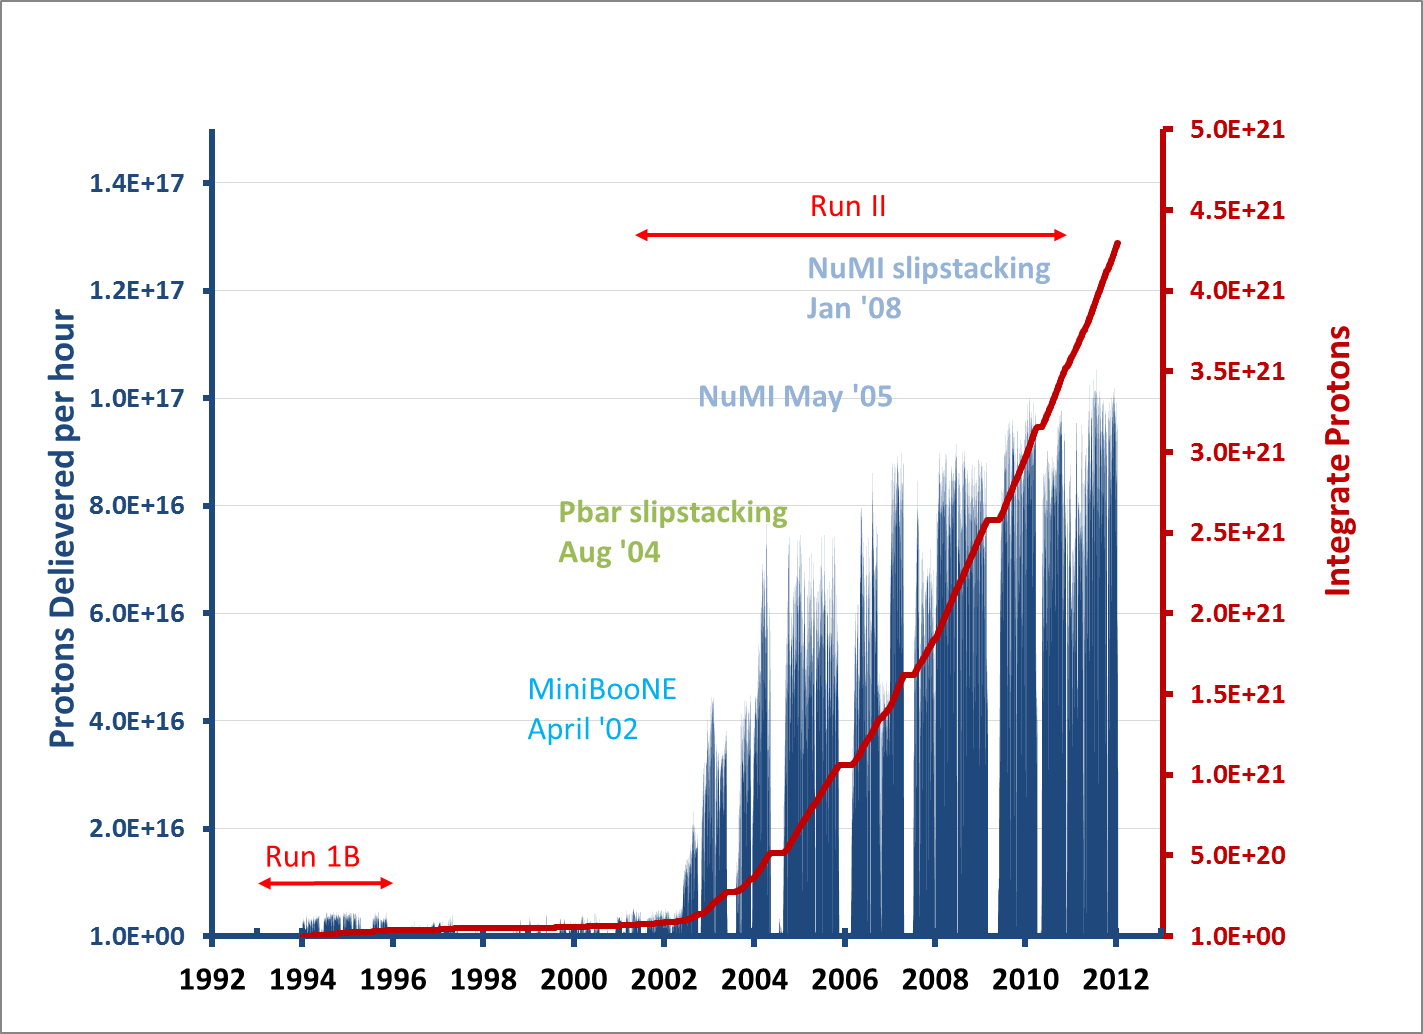 5.0E+21
1.4E+17
4.5E+21
Run II
NuMI slipstacking
Jan '08
1.2E+17
4.0E+21
3.5E+21
NuMI May '05
1.0E+17
Protons Delievered per hour
Integrate Protons
3.0E+21
8.0E+16
Pbar slipstacking
Aug '04
2.5E+21
6.0E+16
2.0E+21
MiniBooNE
April '02
1.5E+21
4.0E+16
1.0E+21
2.0E+16
Run 1B
5.0E+20
1.0E+00
1.0E+00
1992 1994 1996 1998 2000 2002 2004 2006 2008 2010 2012